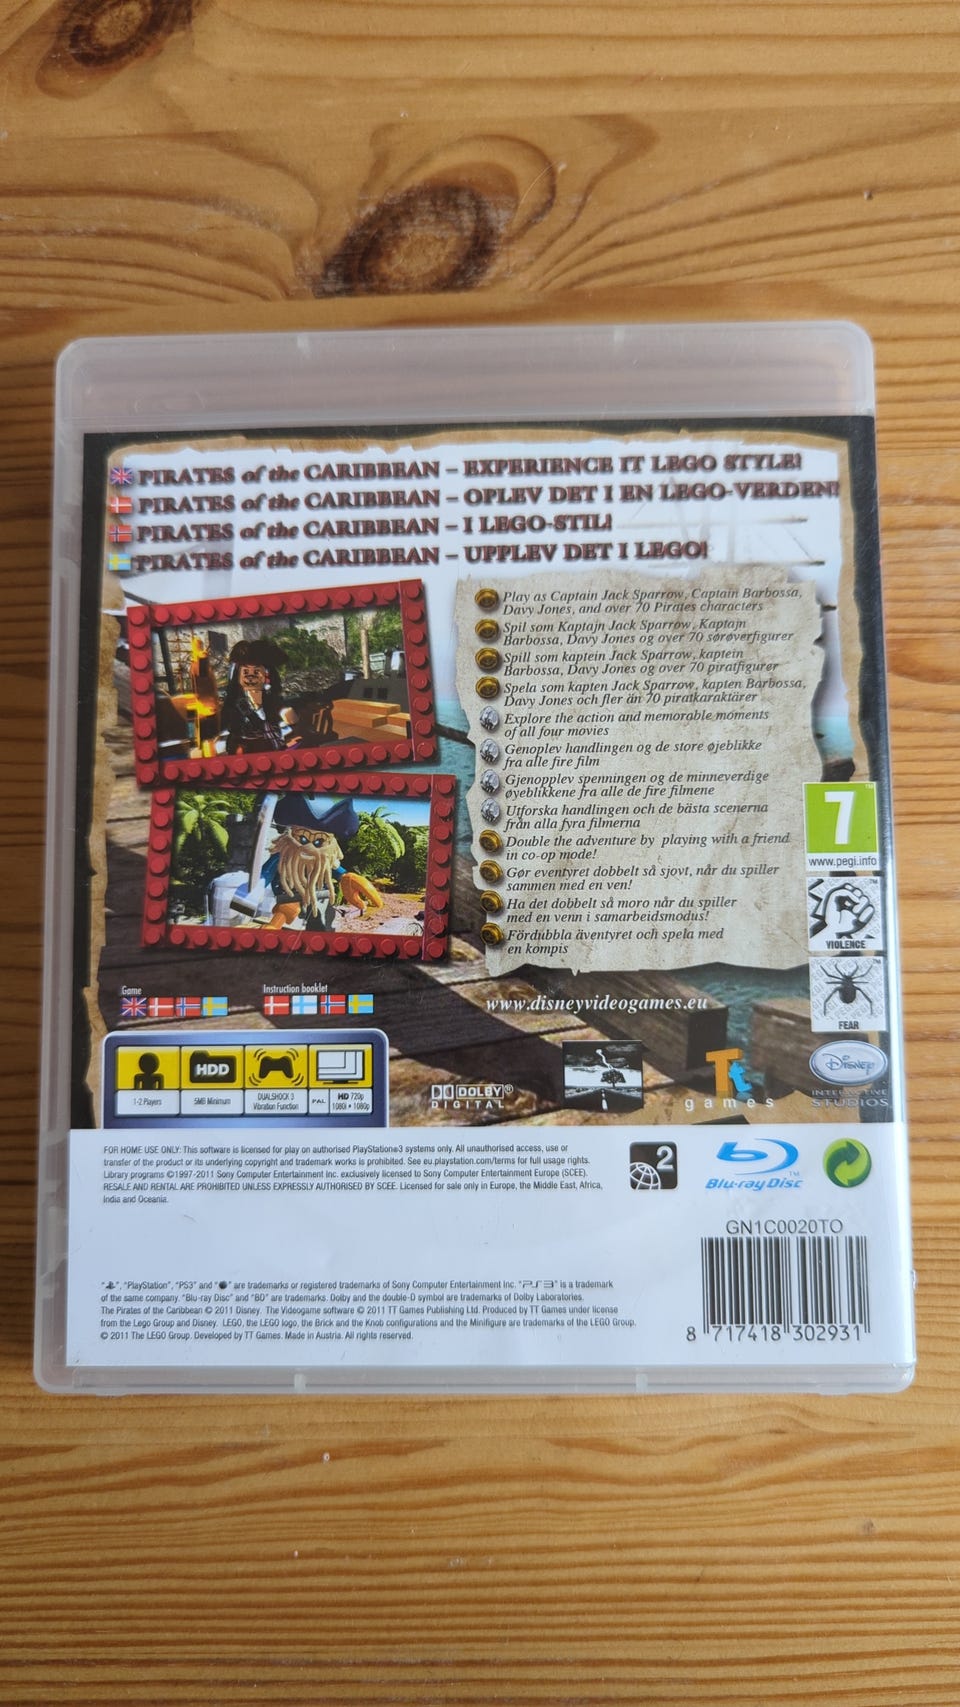 PIRATES of the CARIBBEAN – EXPERIENCE IT LEGO STYLE!
PIRATES of the CARIBBEAN – OPLEV DET I EN LEGO-VERDEN!
PIRATES of the CARIBBEAN – I LEGO-STIL!
PIRATES of the CARIBBEAN – UPPLEV DET I LEGO!
Play as Captain Jack Sparrow, Captain Barbossa,
Davy Jones, and over 70 Pirates characters
Spil som Kaptajn Jack Sparrow, Kaptajn
Barbossa, Davy Jones og over 70 sørøverfigurer
Spill som kaptein Jack Sparrow, kaptein
Barbossa, Davy Jones og over 70 piratfigurer
Spela som kapten Jack Sparrow, kapten Barbossa,
Davy Jones och fler än 70 piratkaraktärer
Explore the action and memorable moments
of all four movies
Genoplev handlingen og de store øjeblikke
fra alle fire film
Gjenopplev spenningen og de minneverdige
øyeblikkene fra alle de fire filmene
Utforska handlingen och de bästa scenerna
från alla fyra filmerna
Double the adventure by playing with a friend
in co-op mode!
Gør eventyret dobbelt så sjovt, når du spiller
sammen med en ven!
Ha det dobbelt så moro når du spiller
med en venn i samarbeidsmodus!
Fördubbla äventyret och spela med
en kompis
7
www.pegi.info
VIOLENCE
FEAR
Game
Instruction booklet
www.disneyvideogames.eu
HDD
1-2 Players
5MB Minimum
DUALSHOCK 3
Vibration Function
PAL
HD 720p
1080i • 1080p
DOLBY®
DIGITAL
Tt
games
Disney
INTERACTIVE
STUDIOS
FOR HOME USE ONLY: This software is licensed for play on authorised PlayStation3 systems only. All unauthorised access, use or
transfer of the product or its underlying copyright and trademark works is prohibited. See eu.playstation.com/terms for full usage rights.
Library programs ©1997-2011 Sony Computer Entertainment Inc. exclusively licensed to Sony Computer Entertainment Europe (SCEE).
RESALE AND RENTAL ARE PROHIBITED UNLESS EXPRESSLY AUTHORISED BY SCEE. Licensed for sale only in Europe, the Middle East, Africa,
India and Oceania.
2
Blu-ray Disc™
GN1C0020TO
"", "PlayStation", "PS3" and "" are trademarks or registered trademarks of Sony Computer Entertainment Inc. "PS3" is a trademark
of the same company. "Blu-ray Disc" and "BD" are trademarks. Dolby and the double-D symbol are trademarks of Dolby Laboratories.
The Pirates of the Caribbean © 2011 Disney. The Videogame software © 2011 TT Games Publishing Ltd. Produced by TT Games under license
from the Lego Group and Disney. LEGO, the LEGO logo, the Brick and the Knob configurations and the Minifigure are trademarks of the LEGO Group.
© 2011 The LEGO Group. Developed by TT Games. Made in Austria. All rights reserved.
8 717418 302931